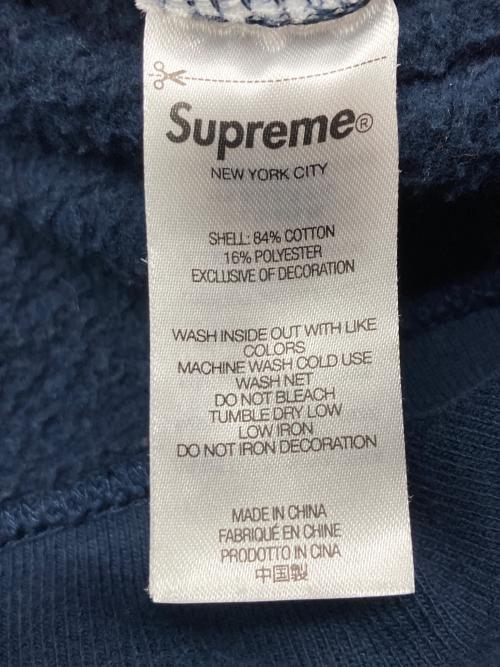 Supreme®
NEW YORK CITY
SHELL: 84% COTTON
16% POLYESTER
EXCLUSIVE OF DECORATION
WASH INSIDE OUT WITH LIKE
COLORS
MACHINE WASH COLD USE
WASH NET
DO NOT BLEACH
TUMBLE DRY LOW
LOW IRON
DO NOT IRON DECORATION
MADE IN CHINA
FABRIQUÉ EN CHINE
PRODOTTO IN CINA
中国製